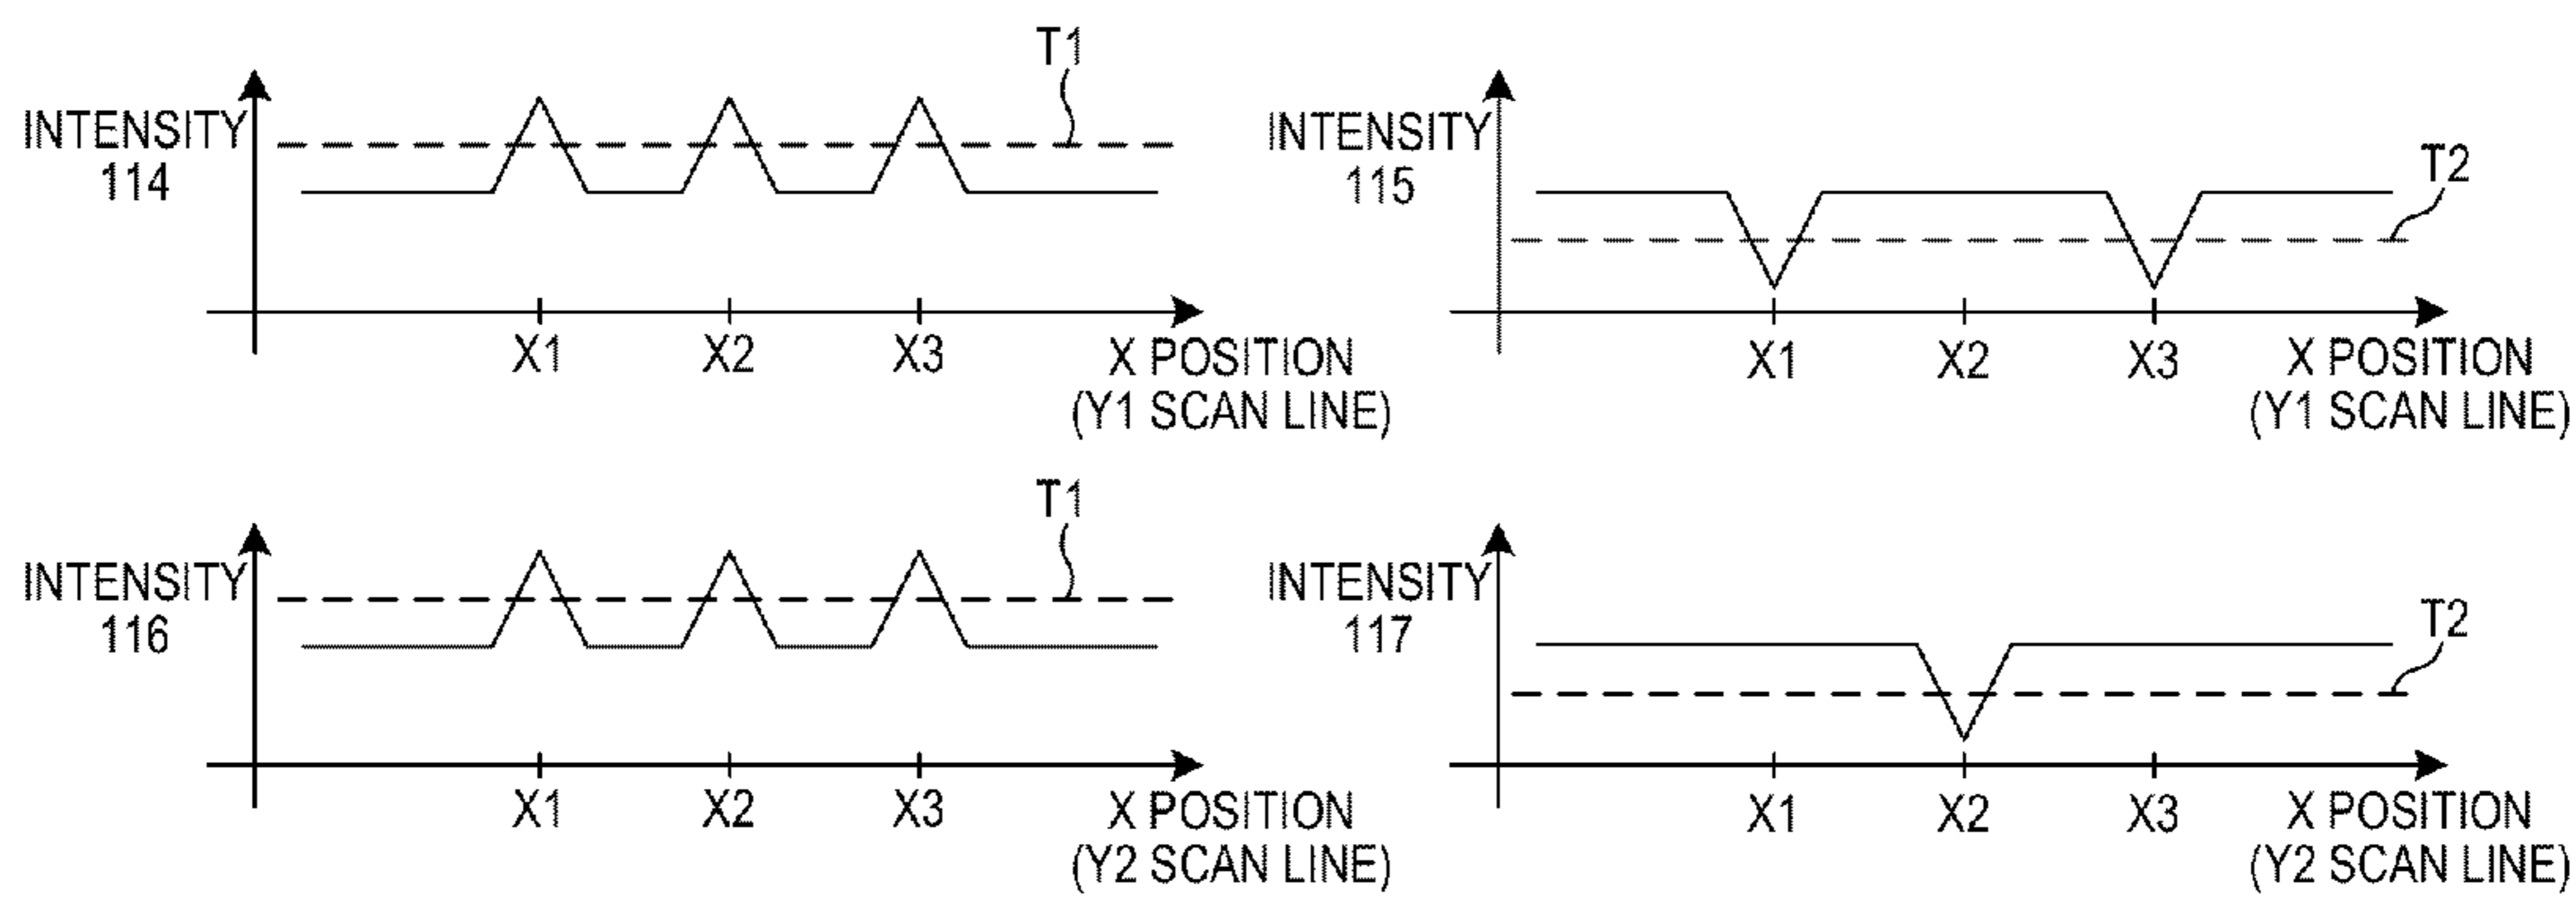 T1
INTENSITY
114
X1 X2 X3 X POSITION
(Y1 SCAN LINE)
INTENSITY
115
T2
X1 X2 X3 X POSITION
(Y1 SCAN LINE)
T1
INTENSITY
116
X1 X2 X3 X POSITION
(Y2 SCAN LINE)
INTENSITY
117
T2
X1 X2 X3 X POSITION
(Y2 SCAN LINE)